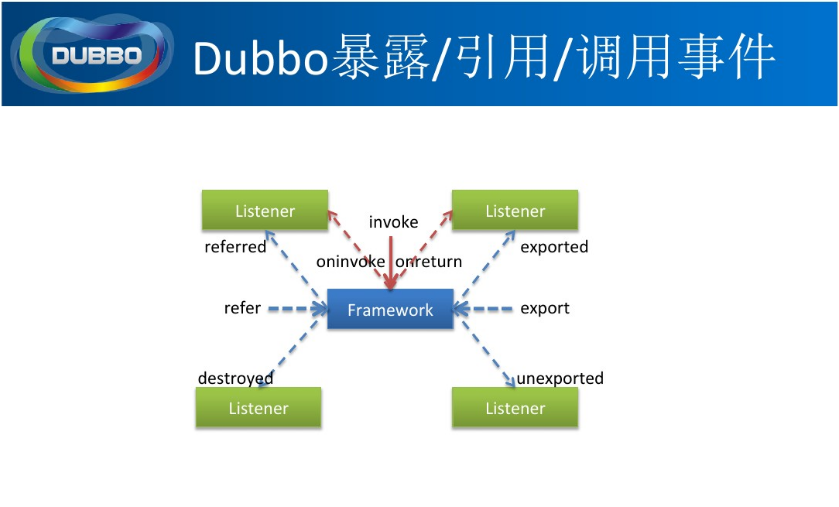 DUBBO
Dubbo暴露/引用/调用事件
Listener
Listener
invoke
referred
exported
oninvoke
onreturn
refer
Framework
export
destroyed
unexported
Listener
Listener